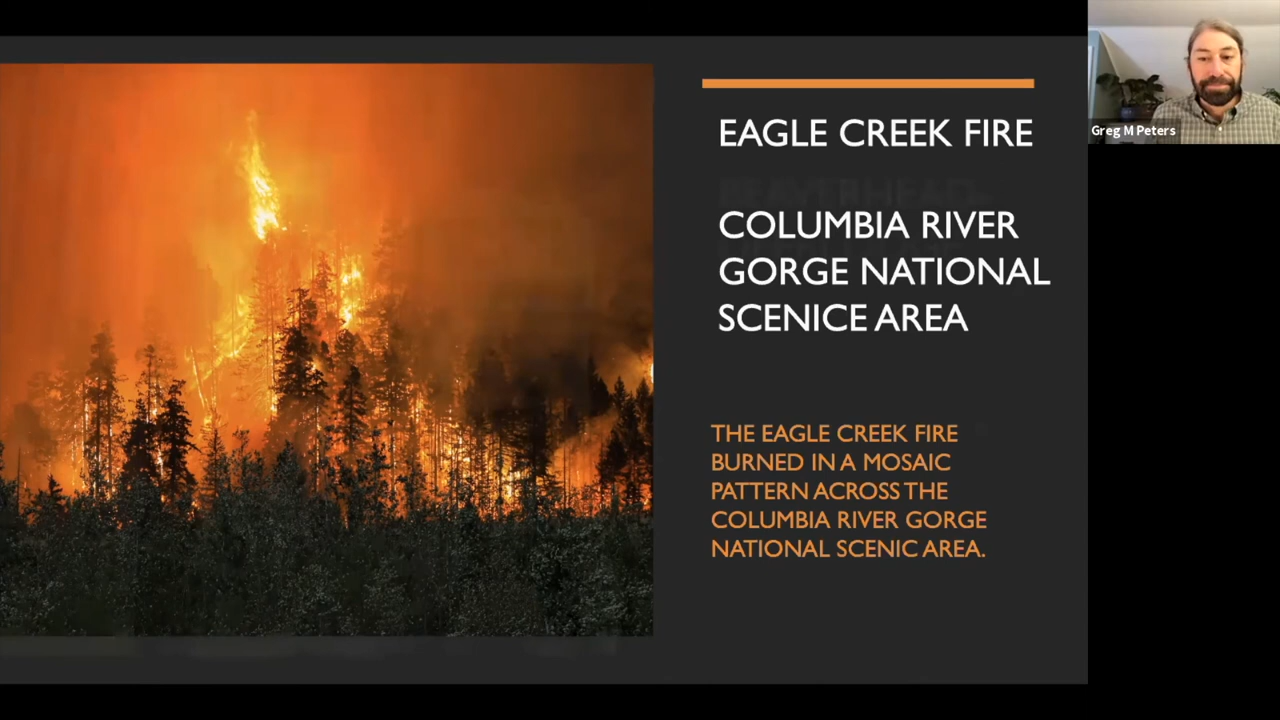 EAGLE CREEK FIRE
COLUMBIA RIVER
GORGE NATIONAL
SCENICE AREA
THE EAGLE CREEK FIRE
BURNED IN A MOSAIC
PATTERN ACROSS THE
COLUMBIA RIVER GORGE
NATIONAL SCENIC AREA.
Greg M Peters